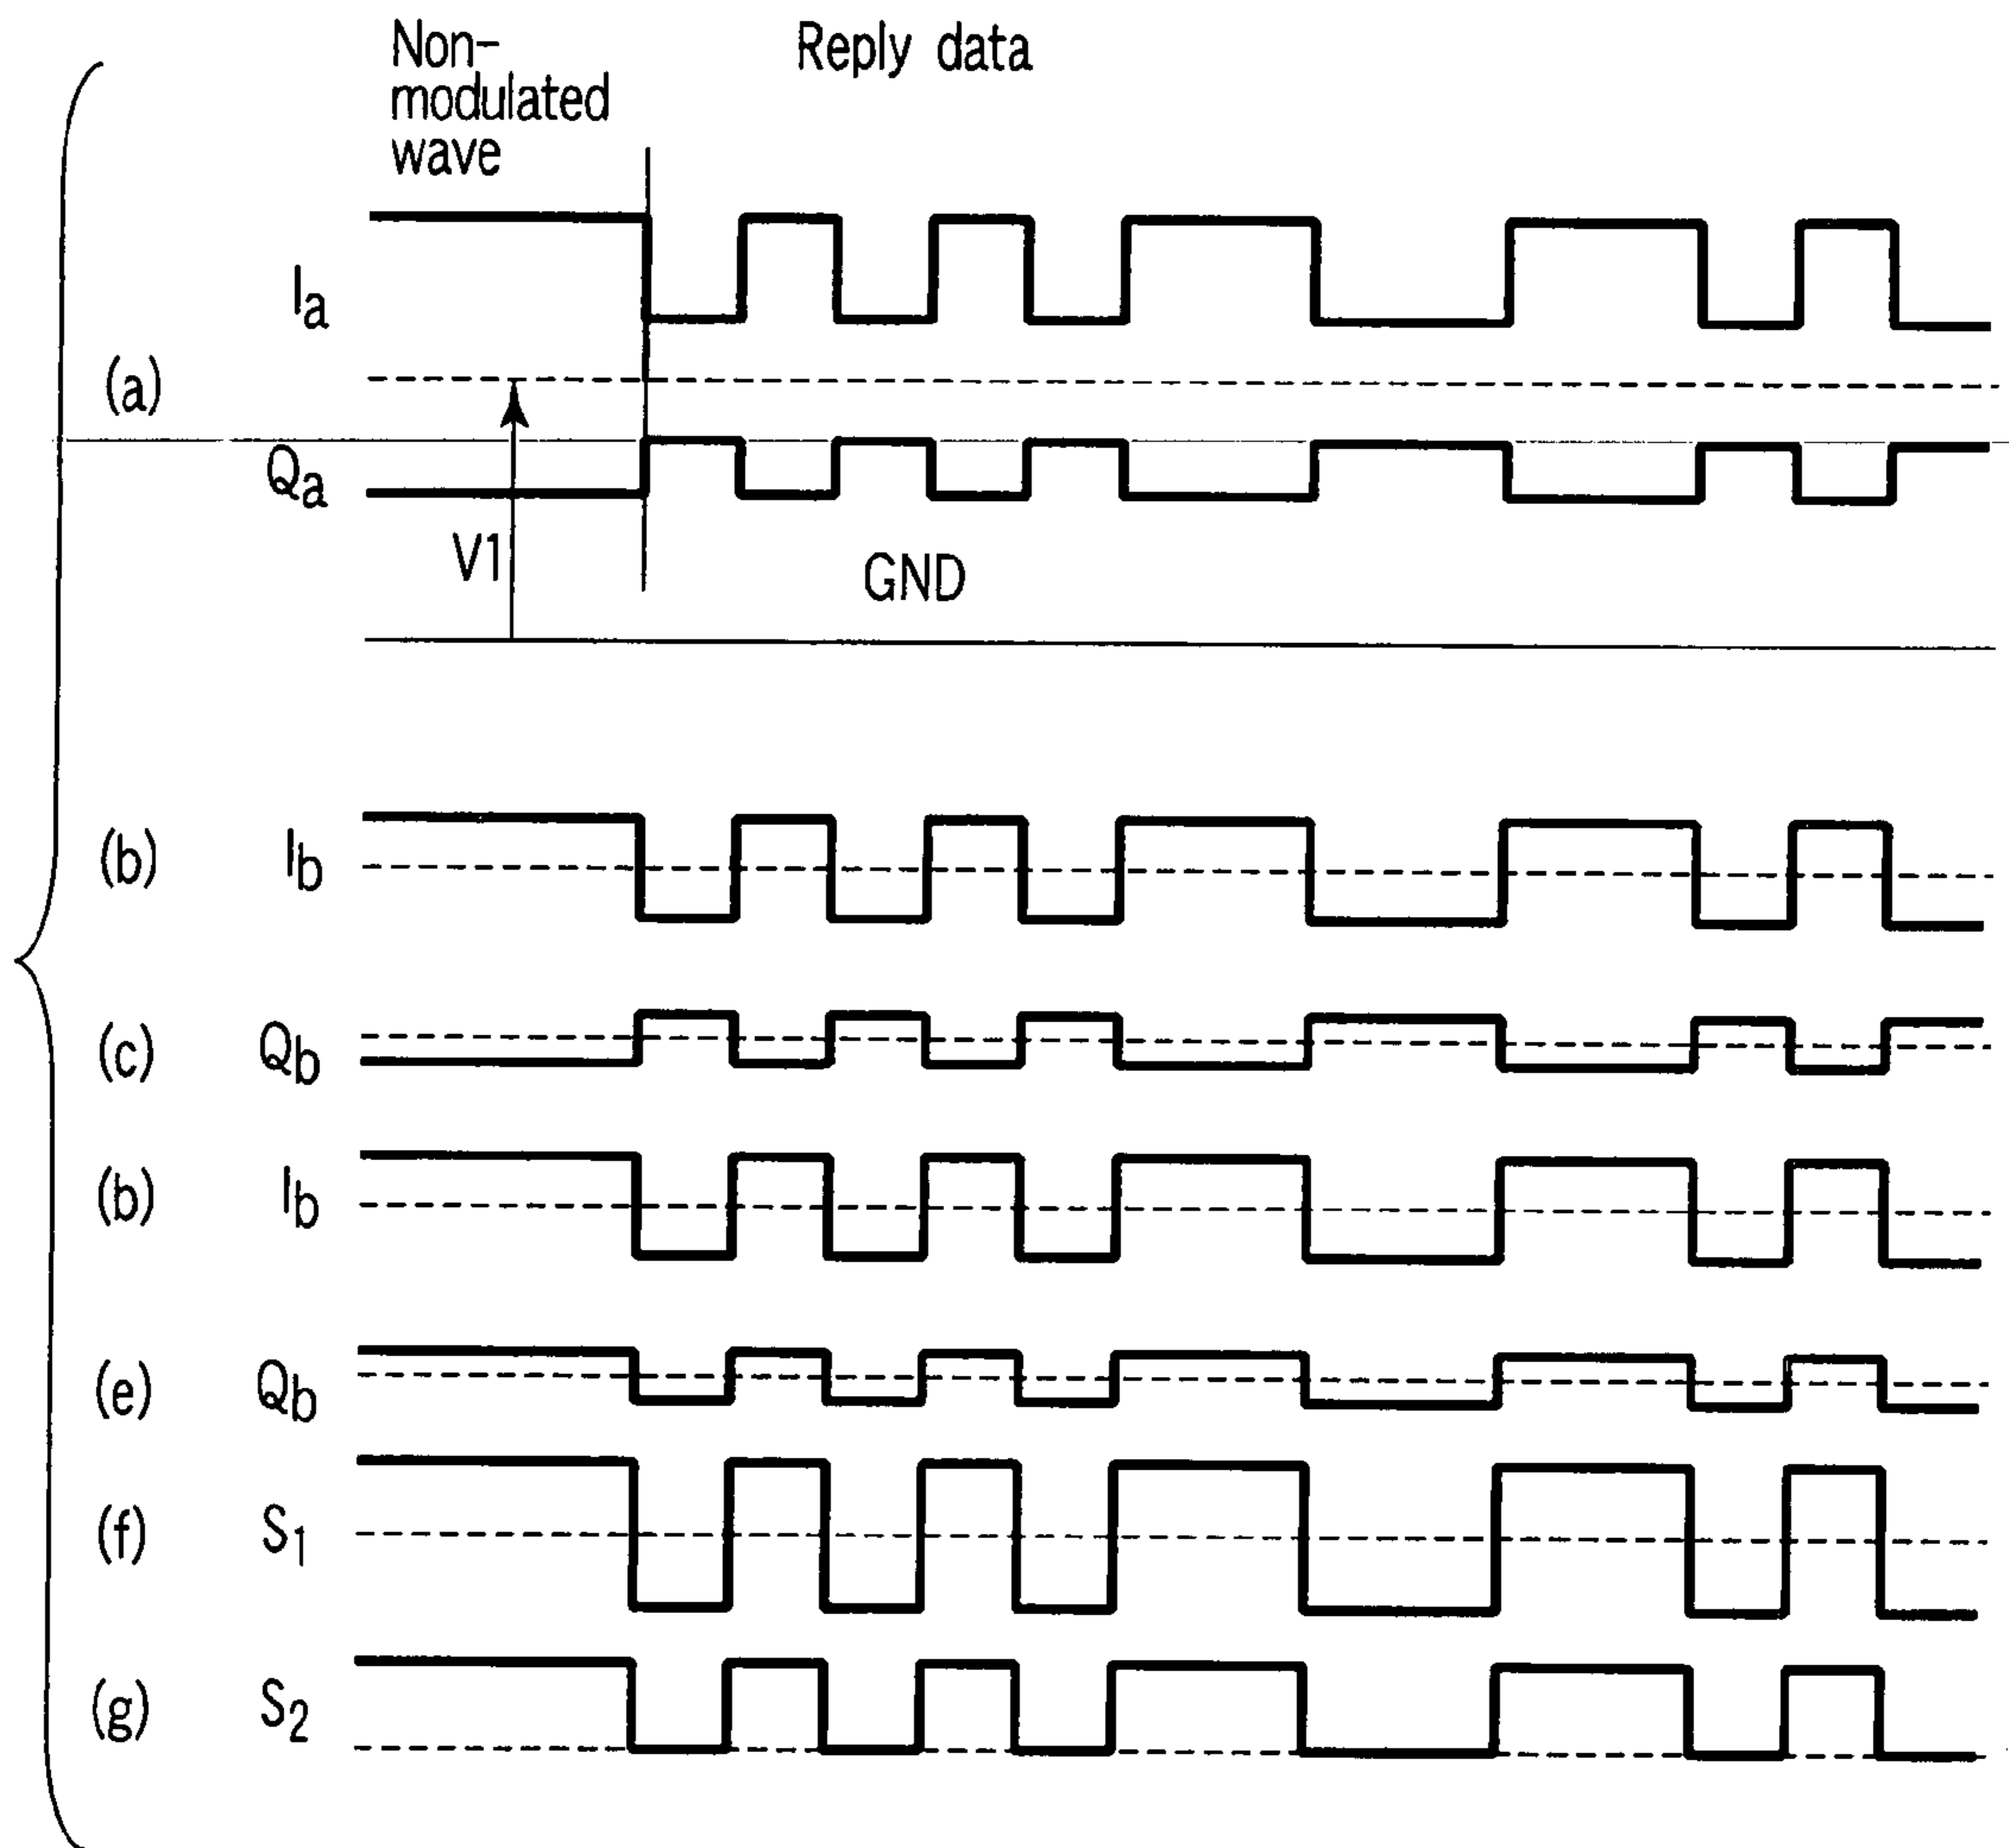 Non-
modulated
wave
Reply data
Ia
(a)
Qa
V1
GND
(b) Ib
(c) Qb
(b) Ib
(e) Qb
(f) S1
(g) S2